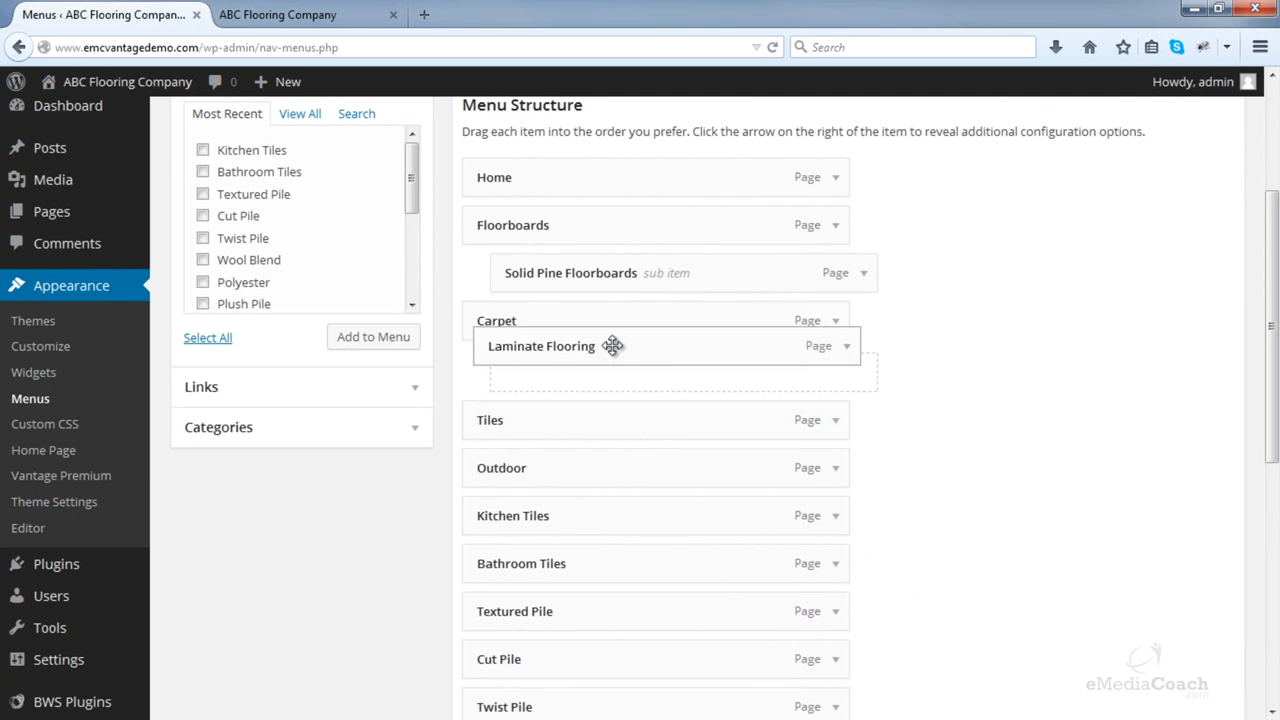 Menus ‹ ABC Flooring Compan...
ABC Flooring Company
www.emcvantagedemo.com/wp-admin/nav-menus.php
Search
ABC Flooring Company
0
New
Howdy, admin
Dashboard
Posts
Media
Pages
Comments
Appearance
Themes
Customize
Widgets
Menus
Custom CSS
Home Page
Vantage Premium
Theme Settings
Editor
Plugins
Users
Tools
Settings
BWS Plugins
Most Recent
View All
Search
Kitchen Tiles
Bathroom Tiles
Textured Pile
Cut Pile
Twist Pile
Wool Blend
Polyester
Plush Pile
Select All
Add to Menu
Links
Categories
Menu Structure
Drag each item into the order you prefer. Click the arrow on the right of the item to reveal additional configuration options.
Home Page
Floorboards Page
Solid Pine Floorboards sub item Page
Carpet Page
Laminate Flooring Page
Tiles Page
Outdoor Page
Kitchen Tiles Page
Bathroom Tiles Page
Textured Pile Page
Cut Pile Page
Twist Pile Page
eMediaCoach.com